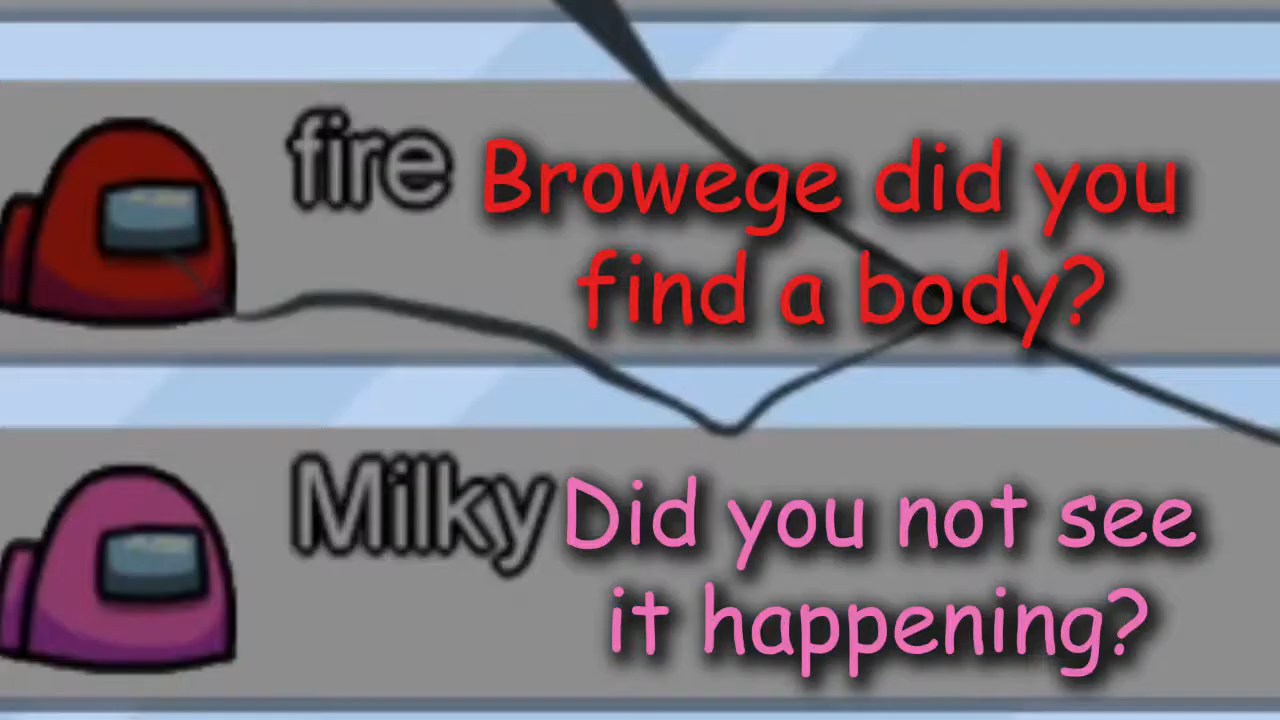 fire
Browege did you
find a body?
Milky
Did you not see
it happening?